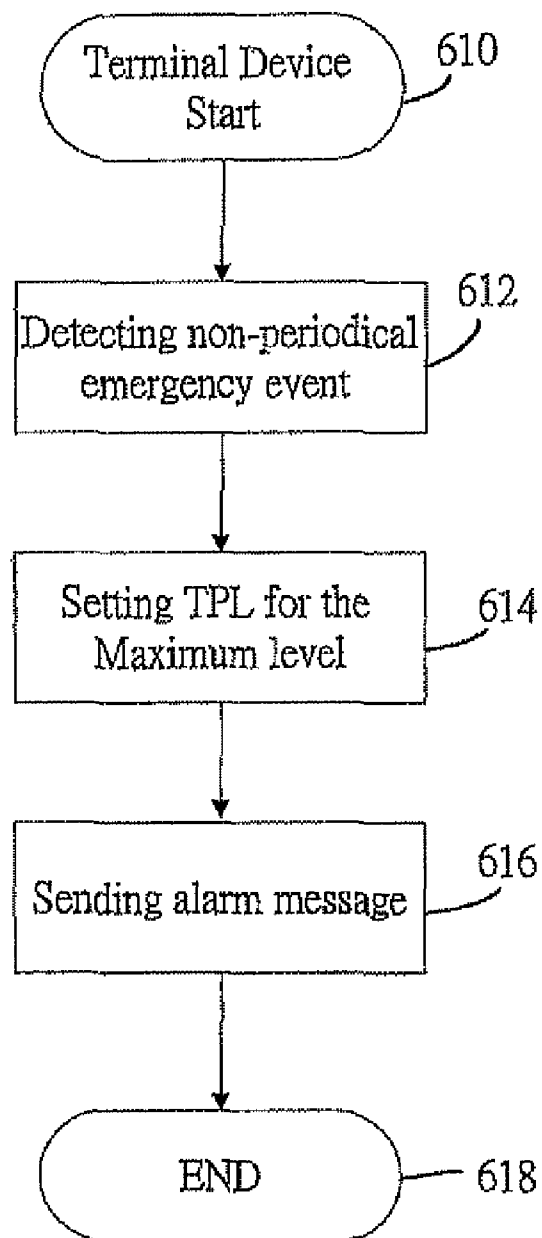 Terminal Device
Start
610
Detecting non-periodical
emergency event
612
Setting TPL for the
Maximum level
614
Sending alarm message
616
END
618